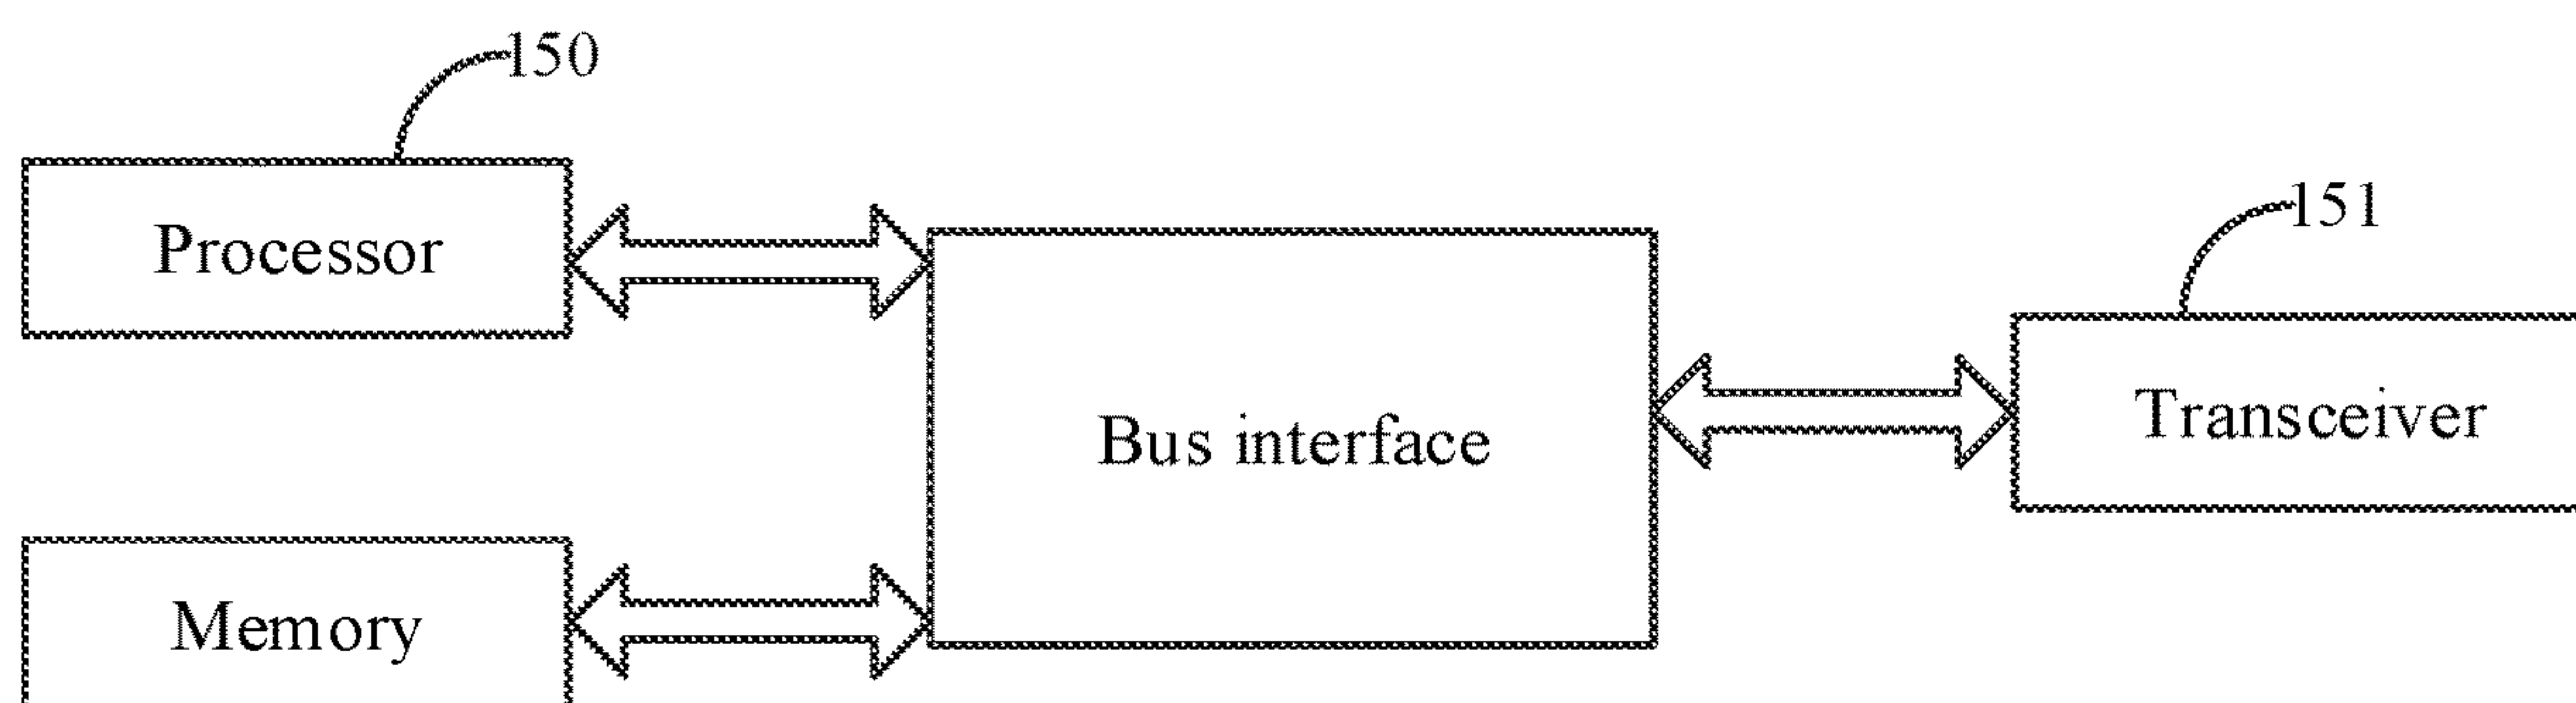 150
Processor
151
Transceiver
Bus interface
Memory